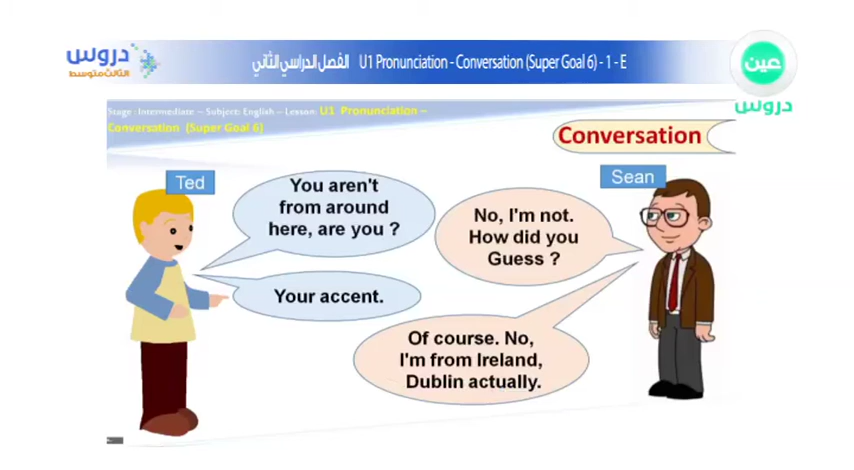 دروس
الثالث متوسط
U1 Pronunciation - Conversation (Super Goal 6) - 1 - E الفصل الدراسي الثاني
عين
دروس
Stage : Intermediate – Subject: English – Lesson: U1 Pronunciation –
Conversation (Super Goal 6)
Conversation
Ted
Sean
You aren't
from around
here, are you ?
No, I'm not.
How did you
Guess ?
Your accent.
Of course. No,
I'm from Ireland,
Dublin actually.